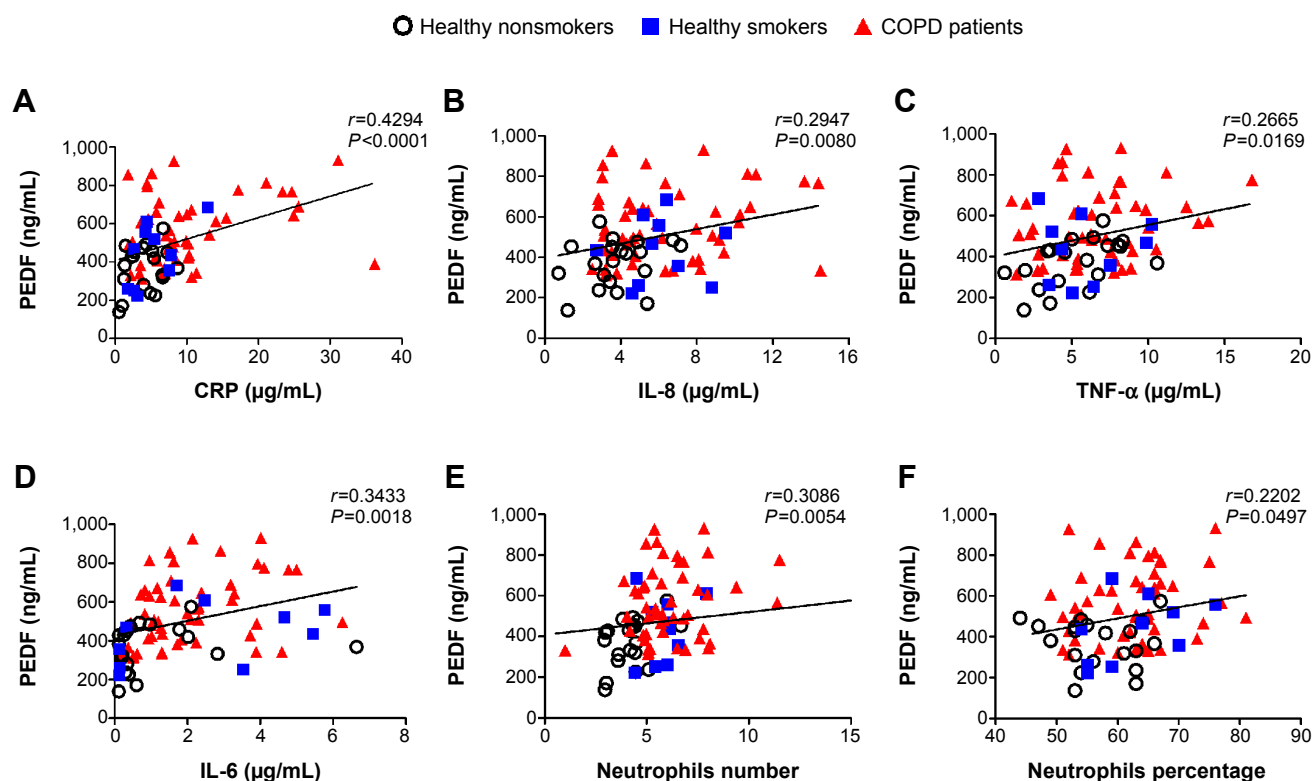 Healthy nonsmokers Healthy smokers COPD patients
A
r=0.4294
P<0.0001
1,000
800
600
400
200
0
PEDF (ng/mL)
0 10 20 30 40
CRP (µg/mL)
B
r=0.2947
P=0.0080
1,000
800
600
400
200
0
PEDF (ng/mL)
0 4 8 12 16
IL-8 (µg/mL)
C
r=0.2665
P=0.0169
1,000
800
600
400
200
0
PEDF (ng/mL)
0 5 10 15 20
TNF-α (µg/mL)
D
r=0.3433
P=0.0018
1,000
800
600
400
200
0
PEDF (ng/mL)
0 2 4 6 8
IL-6 (µg/mL)
E
r=0.3086
P=0.0054
1,000
800
600
400
200
0
PEDF (ng/mL)
0 5 10 15
Neutrophils number
F
r=0.2202
P=0.0497
1,000
800
600
400
200
0
PEDF (ng/mL)
40 50 60 70 80 90
Neutrophils percentage